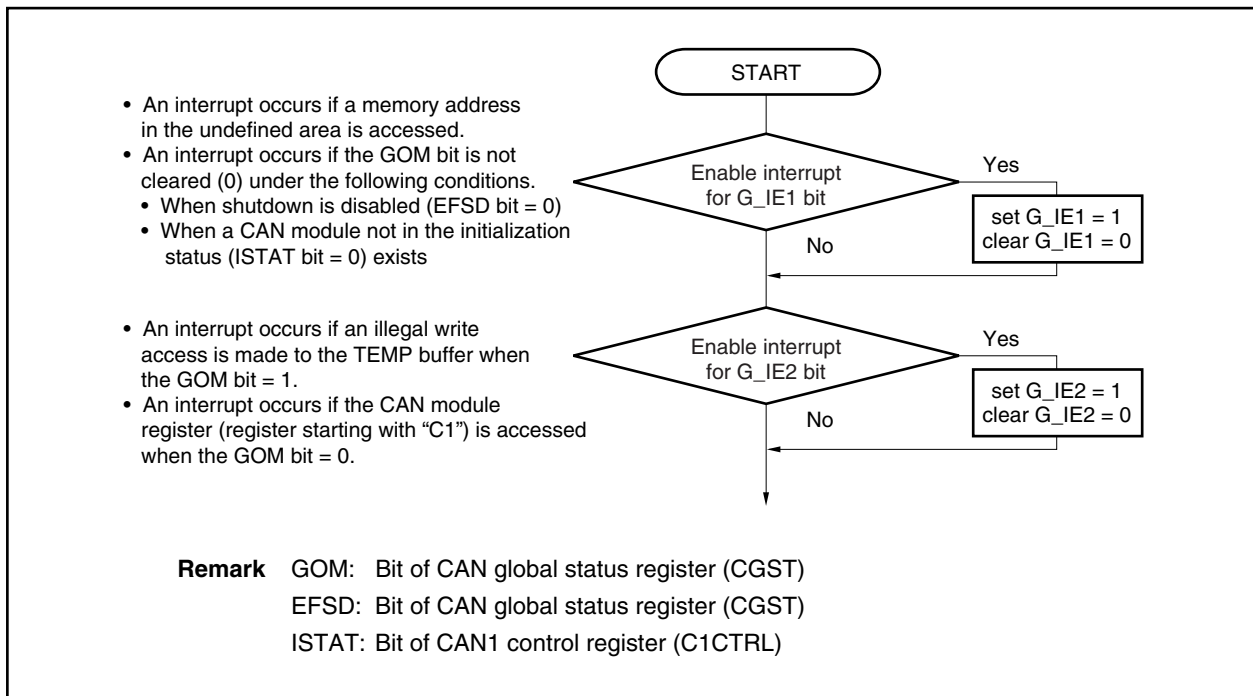 START
• An interrupt occurs if a memory address
in the undefined area is accessed.
• An interrupt occurs if the GOM bit is not
cleared (0) under the following conditions.
• When shutdown is disabled (EFSD bit = 0)
• When a CAN module not in the initialization
status (ISTAT bit = 0) exists
Enable interrupt
for G_IE1 bit
Yes
set G_IE1 = 1
clear G_IE1 = 0
No
• An interrupt occurs if an illegal write
access is made to the TEMP buffer when
the GOM bit = 1.
• An interrupt occurs if the CAN module
register (register starting with “C1”) is accessed
when the GOM bit = 0.
Enable interrupt
for G_IE2 bit
Yes
set G_IE2 = 1
clear G_IE2 = 0
No
Remark GOM: Bit of CAN global status register (CGST)
EFSD: Bit of CAN global status register (CGST)
ISTAT: Bit of CAN1 control register (C1CTRL)